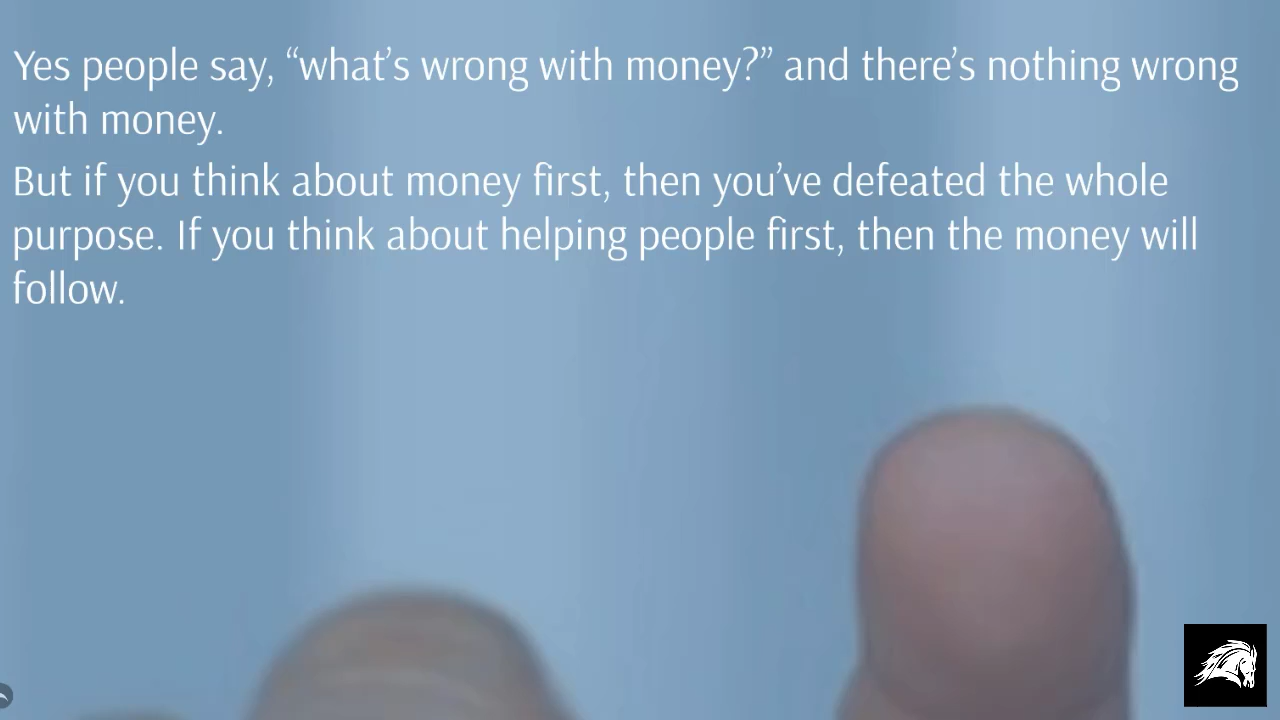 Yes people say, “what’s wrong with money?” and there’s nothing wrong
with money.
But if you think about money first, then you’ve defeated the whole
purpose. If you think about helping people first, then the money will
follow.